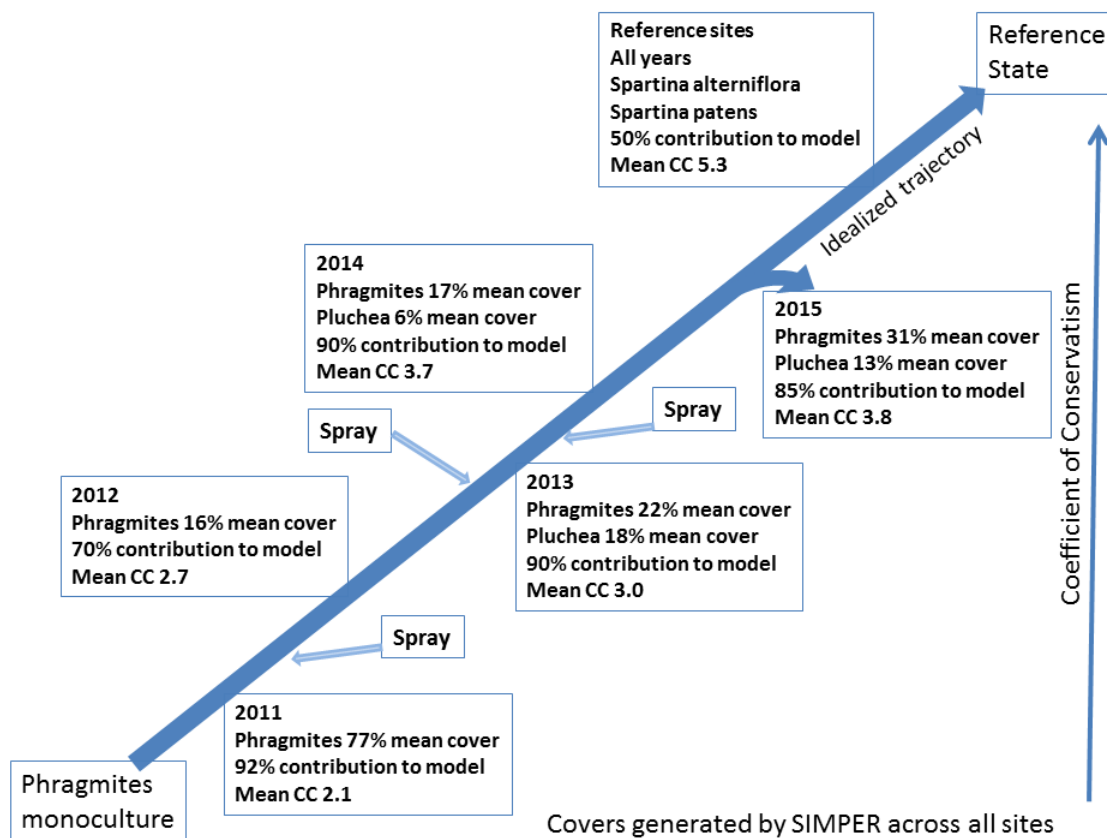 Reference sites
All years
Spartina alterniflora
Spartina patens
50% contribution to model
Mean CC 5.3
Reference
State
Idealized trajectory
2014
Phragmites 17% mean cover
Pluchea 6% mean cover
90% contribution to model
Mean CC 3.7
2015
Phragmites 31% mean cover
Pluchea 13% mean cover
85% contribution to model
Mean CC 3.8
Spray
Spray
2012
Phragmites 16% mean cover
70% contribution to model
Mean CC 2.7
2013
Phragmites 22% mean cover
Pluchea 18% mean cover
90% contribution to model
Mean CC 3.0
Coefficient of Conservatism
Spray
2011
Phragmites 77% mean cover
92% contribution to model
Mean CC 2.1
Phragmites
monoculture
Covers generated by SIMPER across all sites